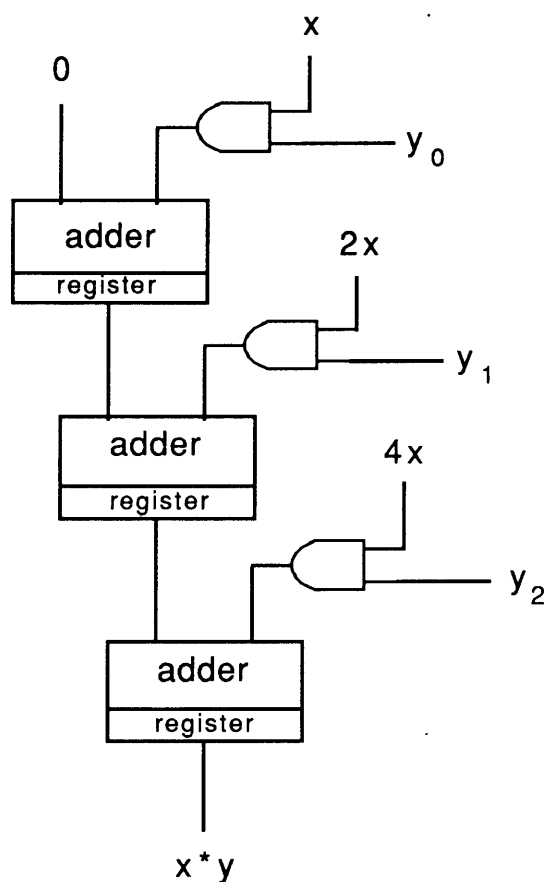 x
0
y₀
adder
register
2x
y₁
adder
register
4x
y₂
adder
register
x * y